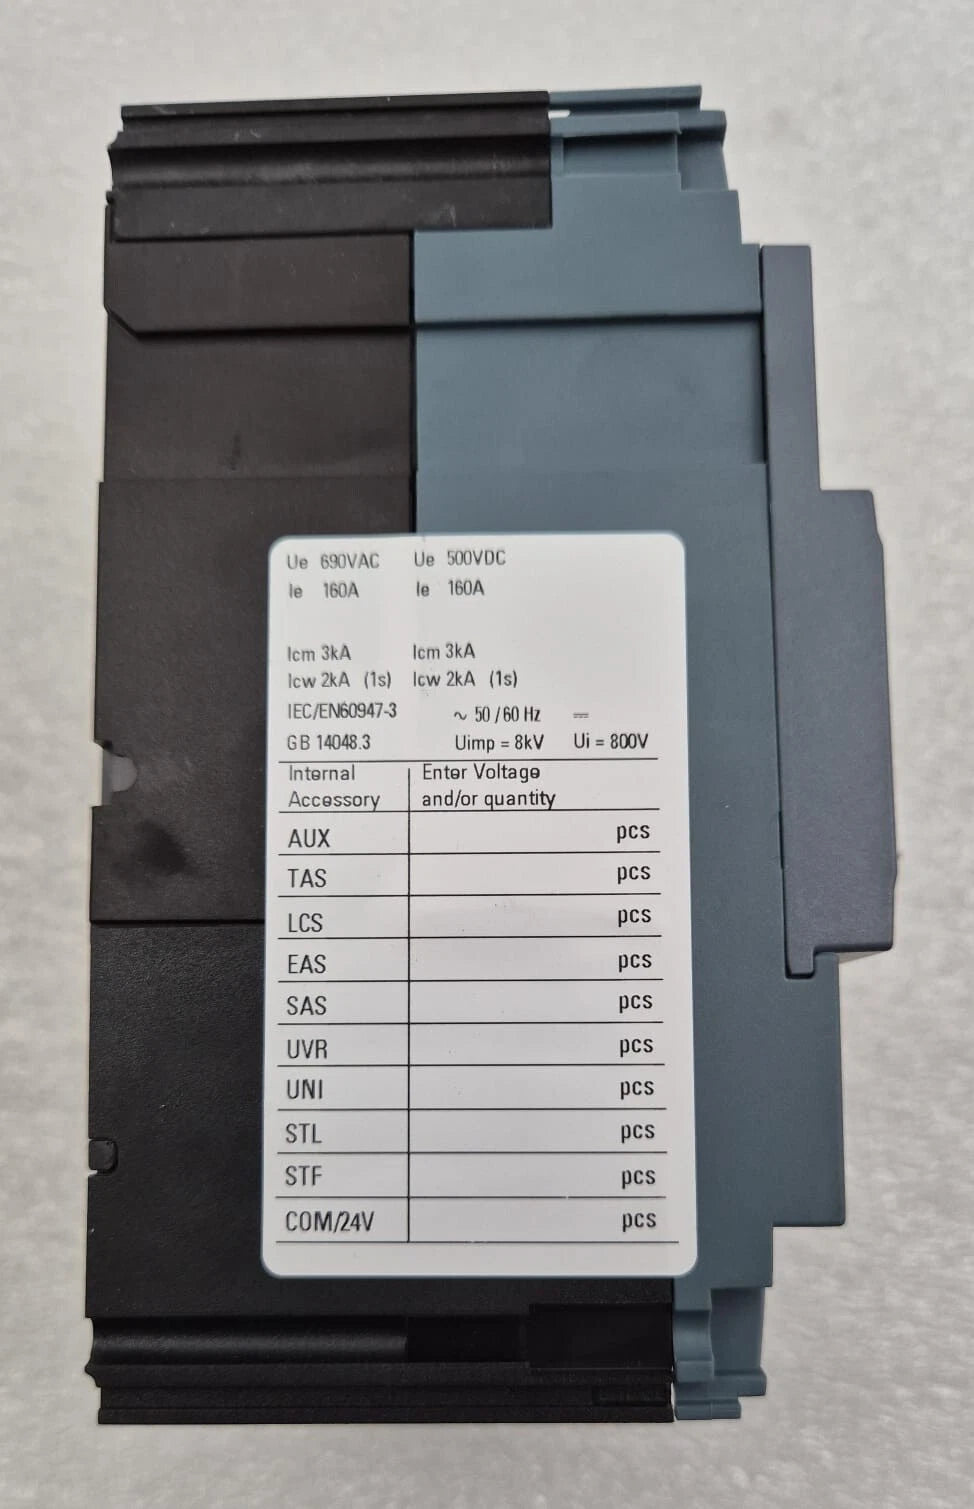 Ue 690VAC Ue 500VDC
Ie 160A Ie 160A
Icm 3kA Icm 3kA
Icw 2kA (1s) Icw 2kA (1s)
IEC/EN60947-3 ~ 50/60 Hz ⎓
GB 14048.3 Uimp = 8kV Ui = 800V
Internal Enter Voltage
Accessory and/or quantity
AUX pcs
TAS pcs
LCS pcs
EAS pcs
SAS pcs
UVR pcs
UNI pcs
STL pcs
STF pcs
COM/24V pcs